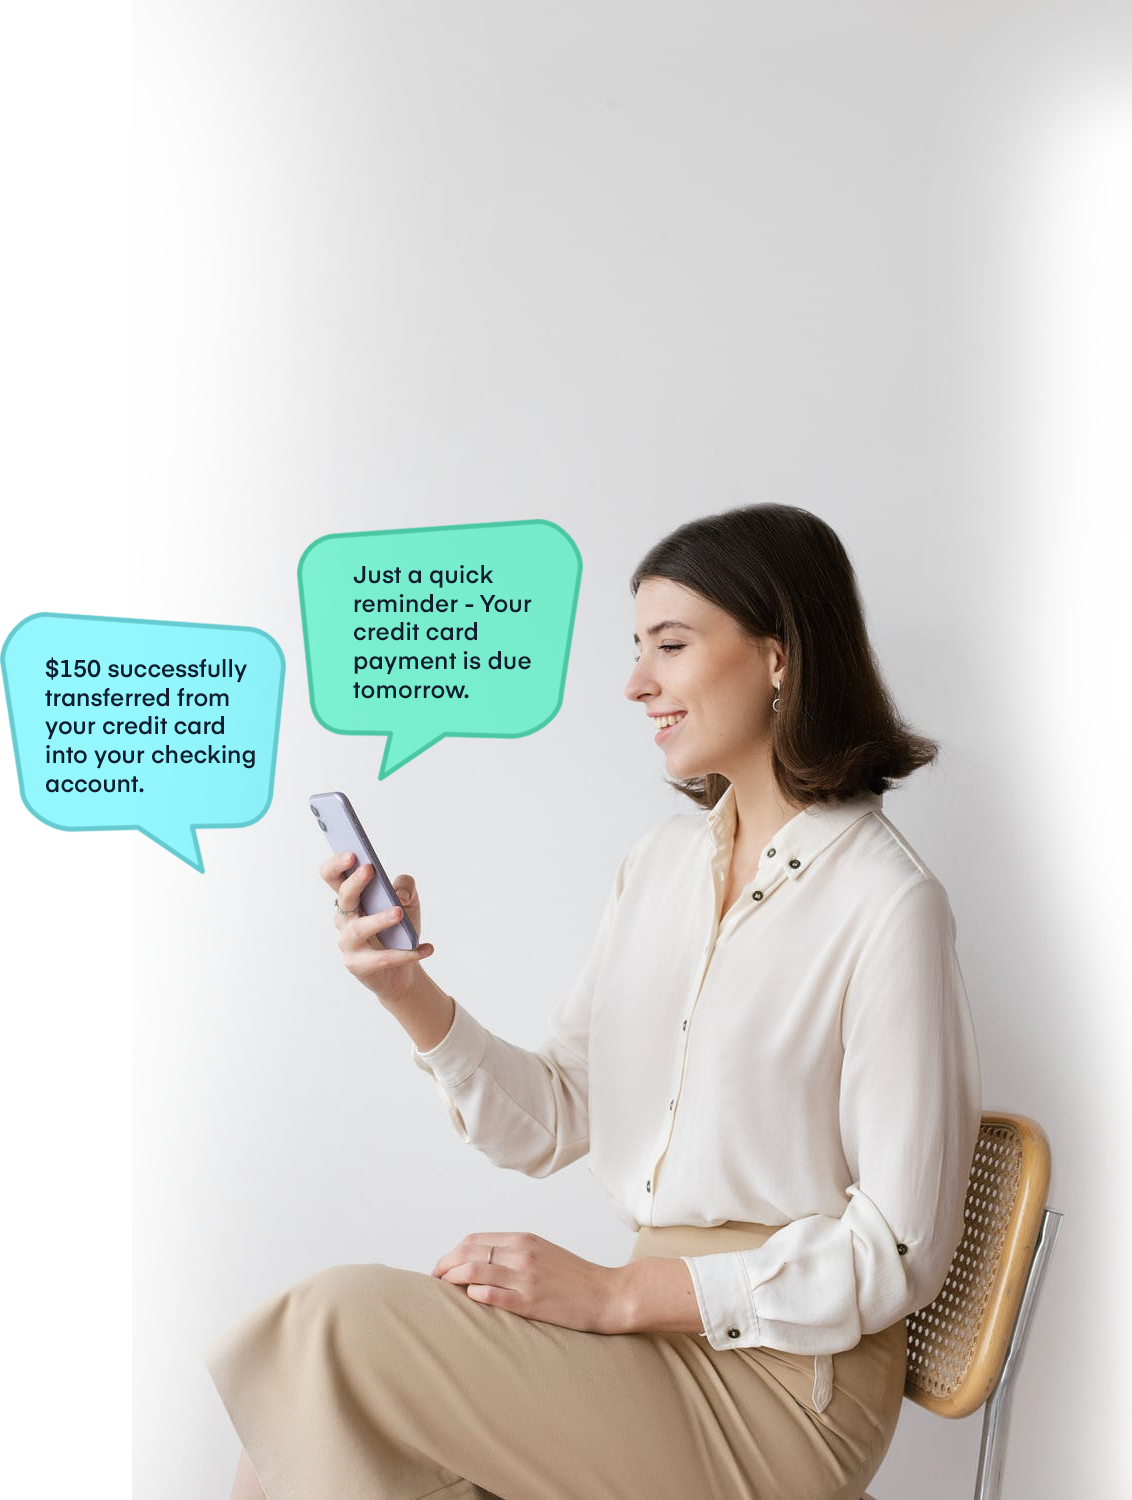 $150 successfully
transferred from
your credit card
into your checking
account.
Just a quick
reminder - Your
credit card
payment is due
tomorrow.